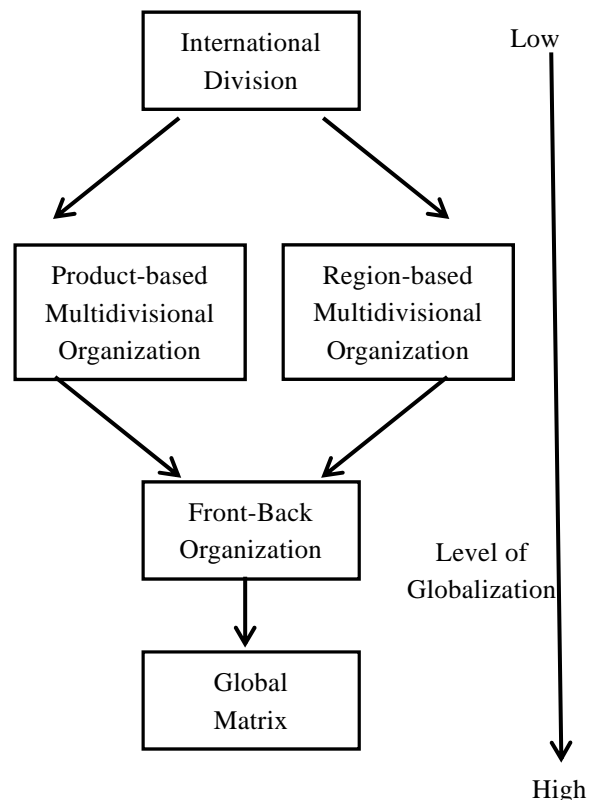 International
Division
Low
Product-based
Multidivisional
Organization
Region-based
Multidivisional
Organization
Front-Back
Organization
Level of
Globalization
Global
Matrix
High